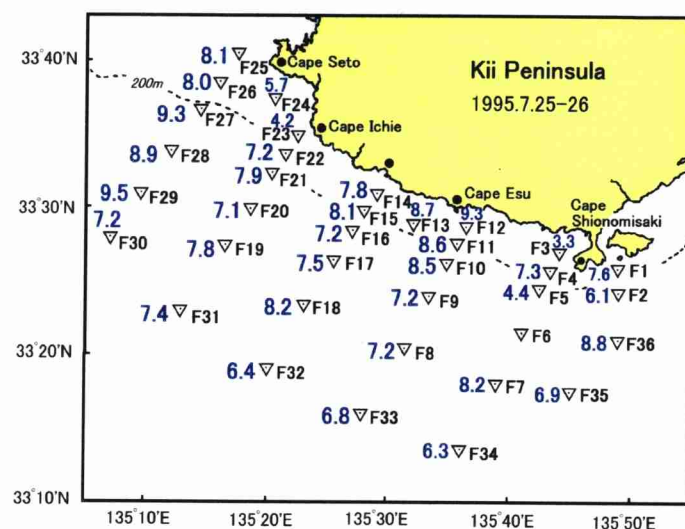 33°40'N
33°30'N
33°20'N
33°10'N
135°10'E
135°20'E
135°30'E
135°40'E
135°50'E
Kii Peninsula
1995.7.25-26
Cape Seto
Cape Ichie
Cape Esu
Cape
Shionomisaki
200m
8.1 F25
8.0 F26
5.7 F24
9.3 F27
4.2 F23
8.9 F28
7.2 F22
7.9 F21
9.5 F29
7.2 F30
7.1 F20
7.8 F14
8.1 F15
8.7 F13
9.3 F12
7.2 F16
8.6 F11
3.3 F3
7.8 F19
7.5 F17
8.5 F10
7.3 F4
7.6 F1
4.4 F5
6.1 F2
7.4 F31
8.2 F18
7.2 F9
F6
7.2 F8
8.8 F36
6.4 F32
8.2 F7
6.9 F35
6.8 F33
6.3 F34